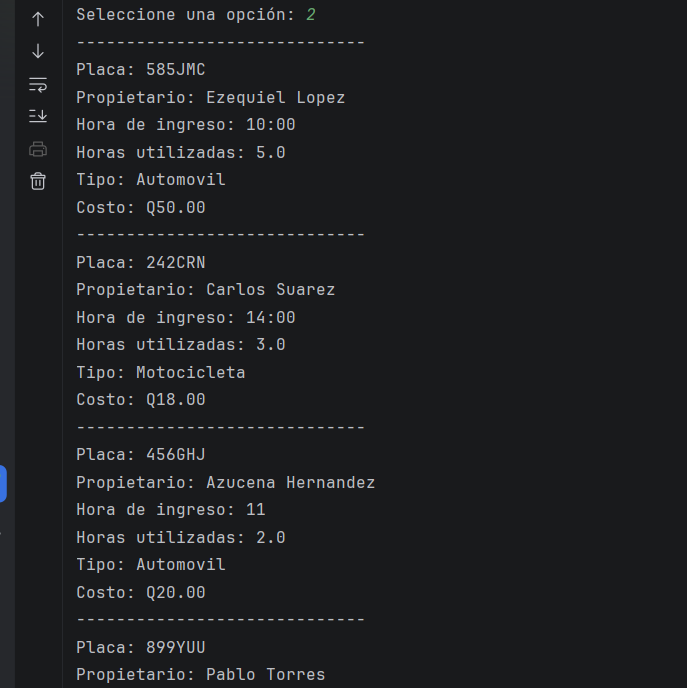 Seleccione una opción: 2
-----------------------------
Placa: 585JMC
Propietario: Ezequiel Lopez
Hora de ingreso: 10:00
Horas utilizadas: 5.0
Tipo: Automovil
Costo: Q50.00
-----------------------------
Placa: 242CRN
Propietario: Carlos Suarez
Hora de ingreso: 14:00
Horas utilizadas: 3.0
Tipo: Motocicleta
Costo: Q18.00
-----------------------------
Placa: 456GHJ
Propietario: Azucena Hernandez
Hora de ingreso: 11
Horas utilizadas: 2.0
Tipo: Automovil
Costo: Q20.00
-----------------------------
Placa: 899YUU
Propietario: Pablo Torres